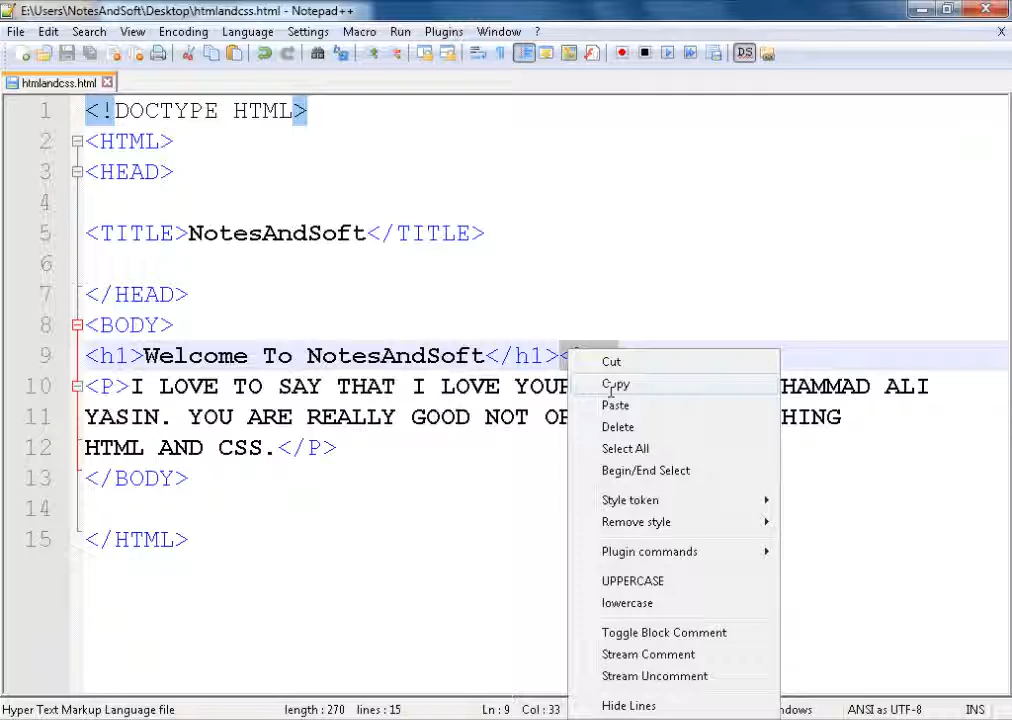 E:\Users\NotesAndSoft\Desktop\htmlandcss.html - Notepad++
File Edit Search View Encoding Language Settings Macro Run Plugins Window ? X
DS
htmlandcss.html
1 <!DOCTYPE HTML>
2 <HTML>
3 <HEAD>
4
5 <TITLE>NotesAndSoft</TITLE>
6
7 </HEAD>
8 <BODY>
9 <h1>Welcome To NotesAndSoft</h1><
10 <P>I LOVE TO SAY THAT I LOVE YOUR HAMMAD ALI
11 YASIN. YOU ARE REALLY GOOD NOT HING
12 HTML AND CSS.</P>
13 </BODY>
14
15 </HTML>
Cut
Copy
Paste
Delete
Select All
Begin/End Select
Style token
Remove style
Plugin commands
UPPERCASE
lowercase
Toggle Block Comment
Stream Comment
Stream Uncomment
Hide Lines
Hyper Text Markup Language file length : 270 lines : 15 Ln : 9 Col : 33 ndows ANSI as UTF-8 INS